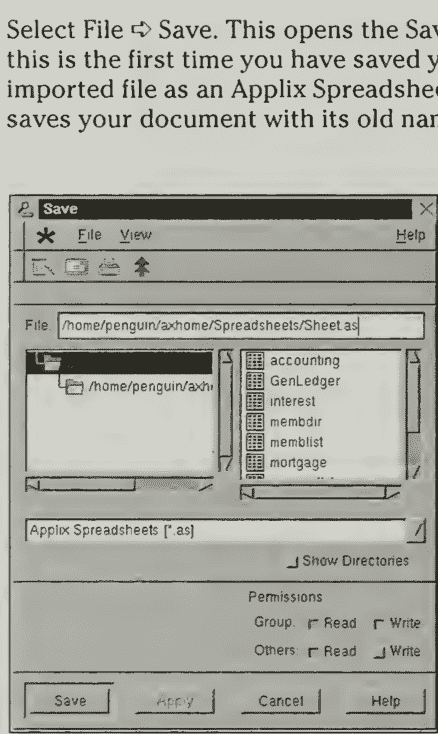 Select File ➪ Save. This opens the Sav
this is the first time you have saved y
imported file as an Applix Spreadshee
saves your document with its old nar
Save
File View Help
File: /home/penguin/axhome/Spreadsheets/Sheet.as
/home/penguin/axh
accounting
GenLedger
interest
membdir
memblist
mortgage
Applix Spreadsheets [*.as]
Show Directories
Permissions
Group: Read Write
Others: Read Write
Save Apply Cancel Help